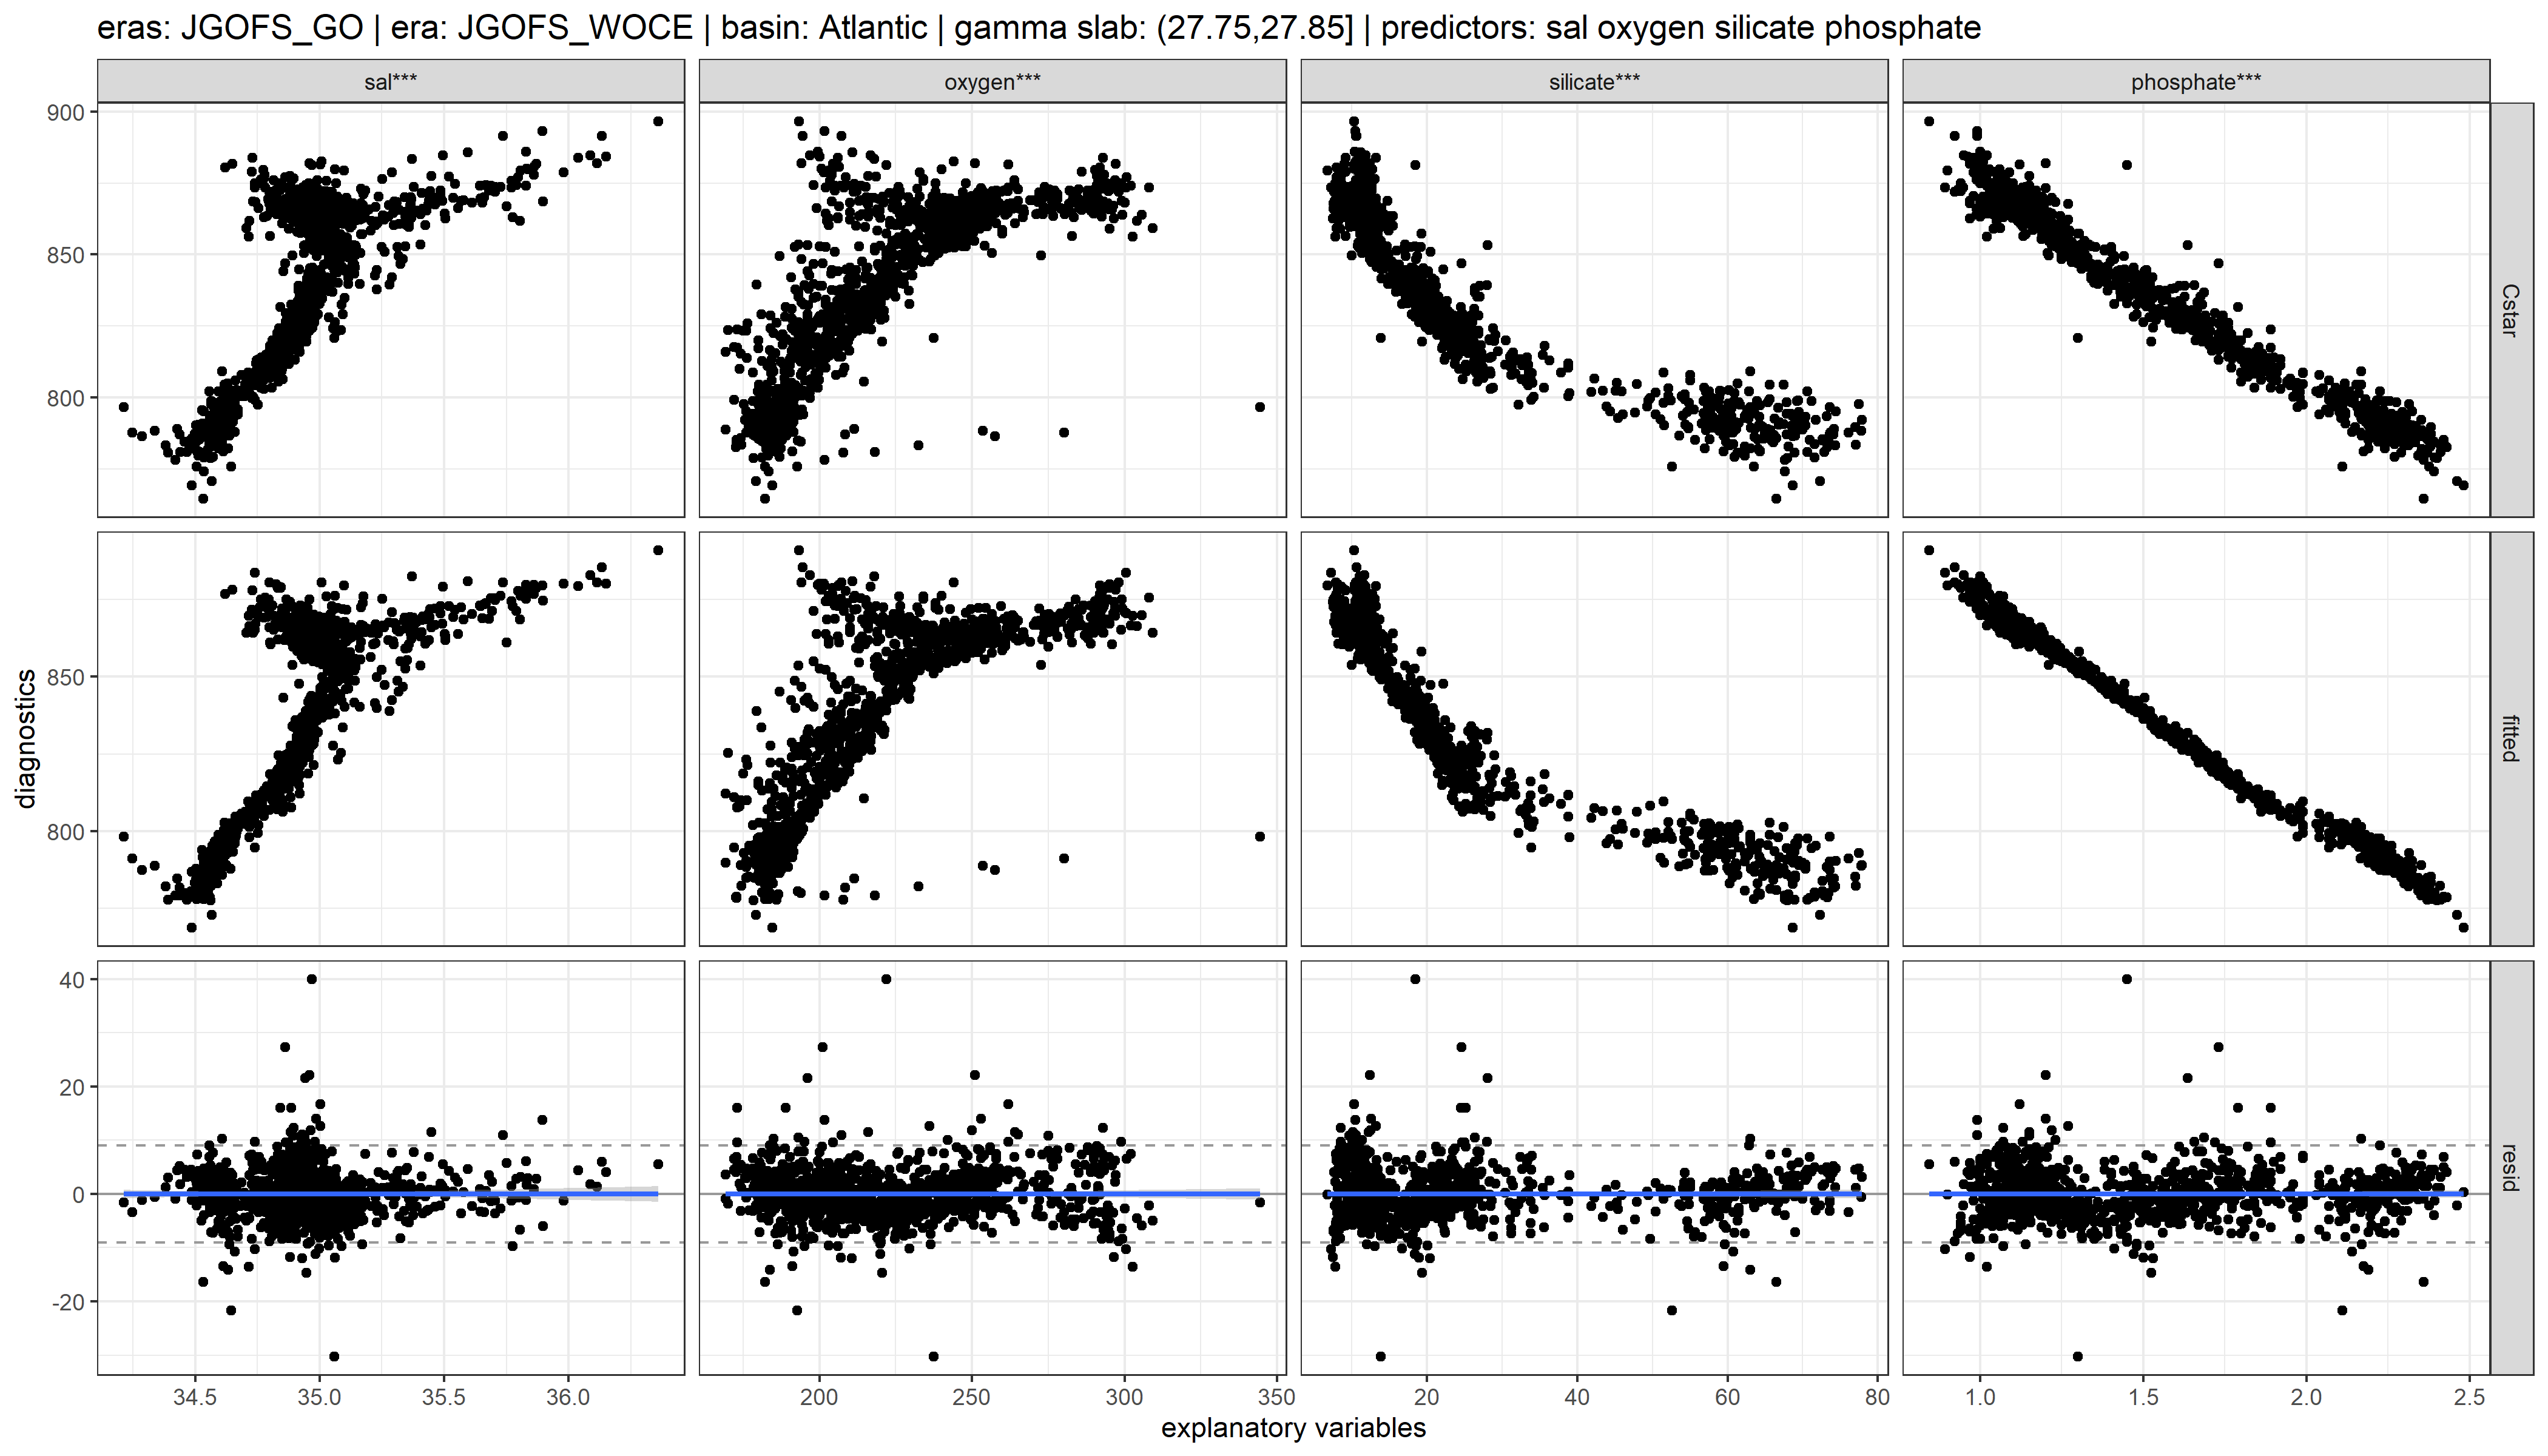 eras: JGOFS_GO | era: JGOFS_WOCE | basin: Atlantic | gamma slab: (27.75,27.85] | predictors: sal oxygen silicate phosphate
sal*** oxygen*** silicate*** phosphate***
900
850
800
Cstar
850
800
fitted
diagnostics
40
20
0
-20
resid
34.5 35.0 35.5 36.0 200 250 300 350 20 40 60 80 1.0 1.5 2.0 2.5
explanatory variables